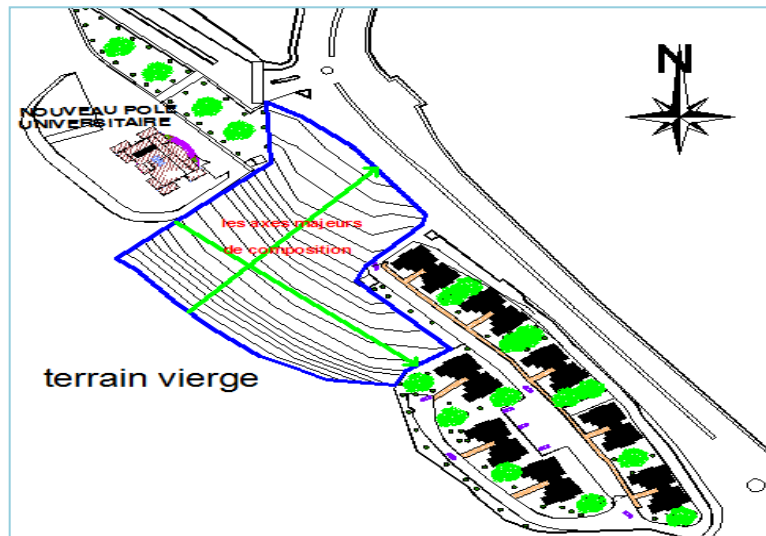 N
NOUVEAU POLE
UNIVERSITAIRE
les axes majeurs
de composition
terrain vierge